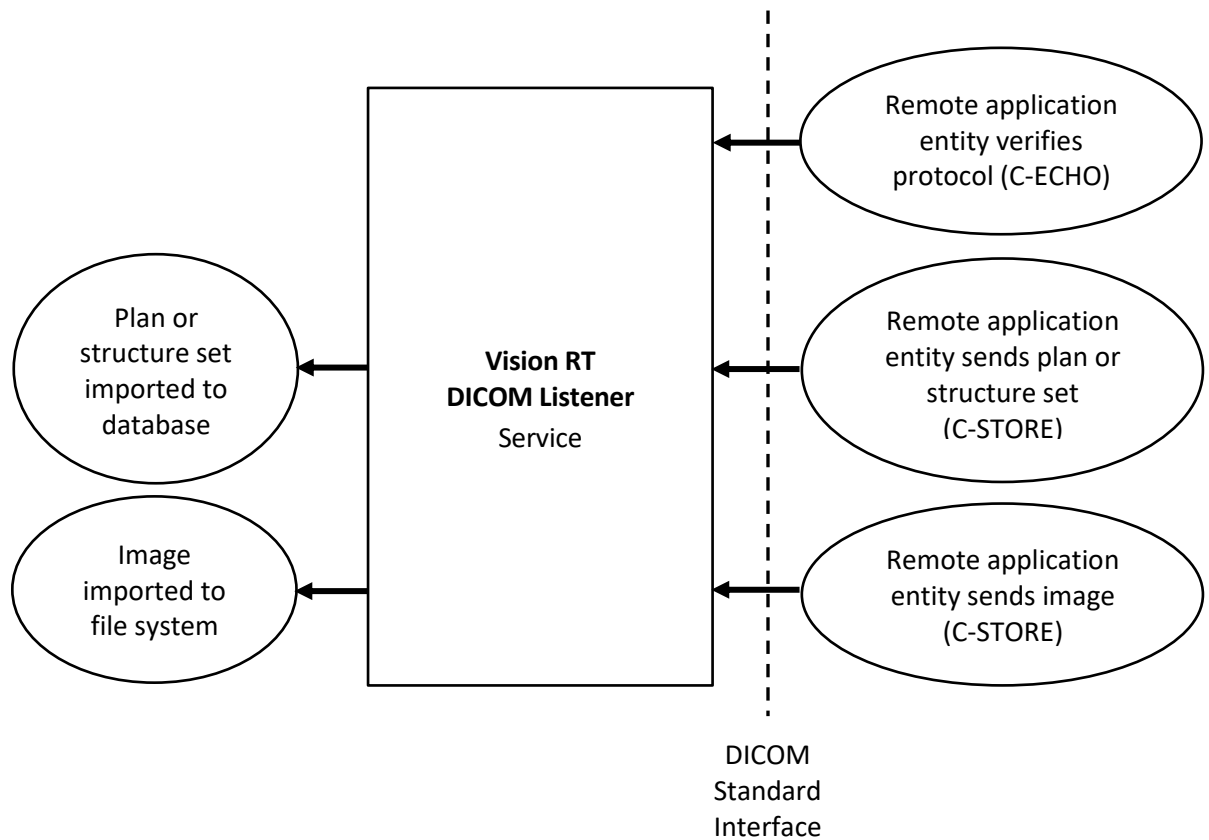 Remote application
entity verifies
protocol (C-ECHO)
Plan or
structure set
imported to
database
Vision RT
DICOM Listener
Service
Remote application
entity sends plan or
structure set
(C-STORE)
Image
imported to
file system
Remote application
entity sends image
(C-STORE)
DICOM
Standard
Interface